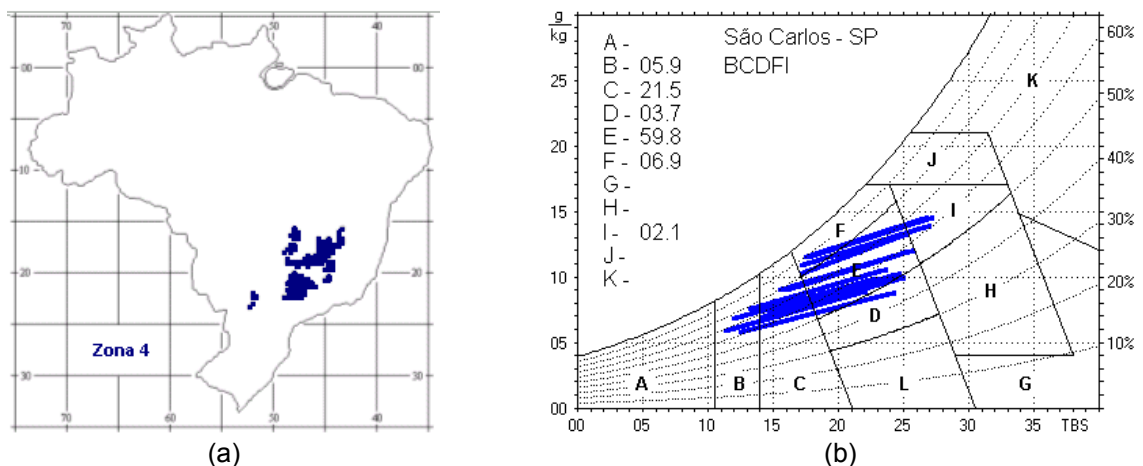 70 60 50 40
00 00
10 10
20 20
Zona 4
30 30
70 60 50 40
(a)
g
kg
São Carlos - SP
BCDFI
A -
B - 05.9
C - 21.5
D - 03.7
E - 59.8
F - 06.9
G -
H -
I - 02.1
J -
K -
25
20
15
10
05
00
60%
50%
40%
30%
20%
10%
K
J
I
F
E
H
D
A B C L G
00 05 10 15 20 25 30 35 TBS
(b)